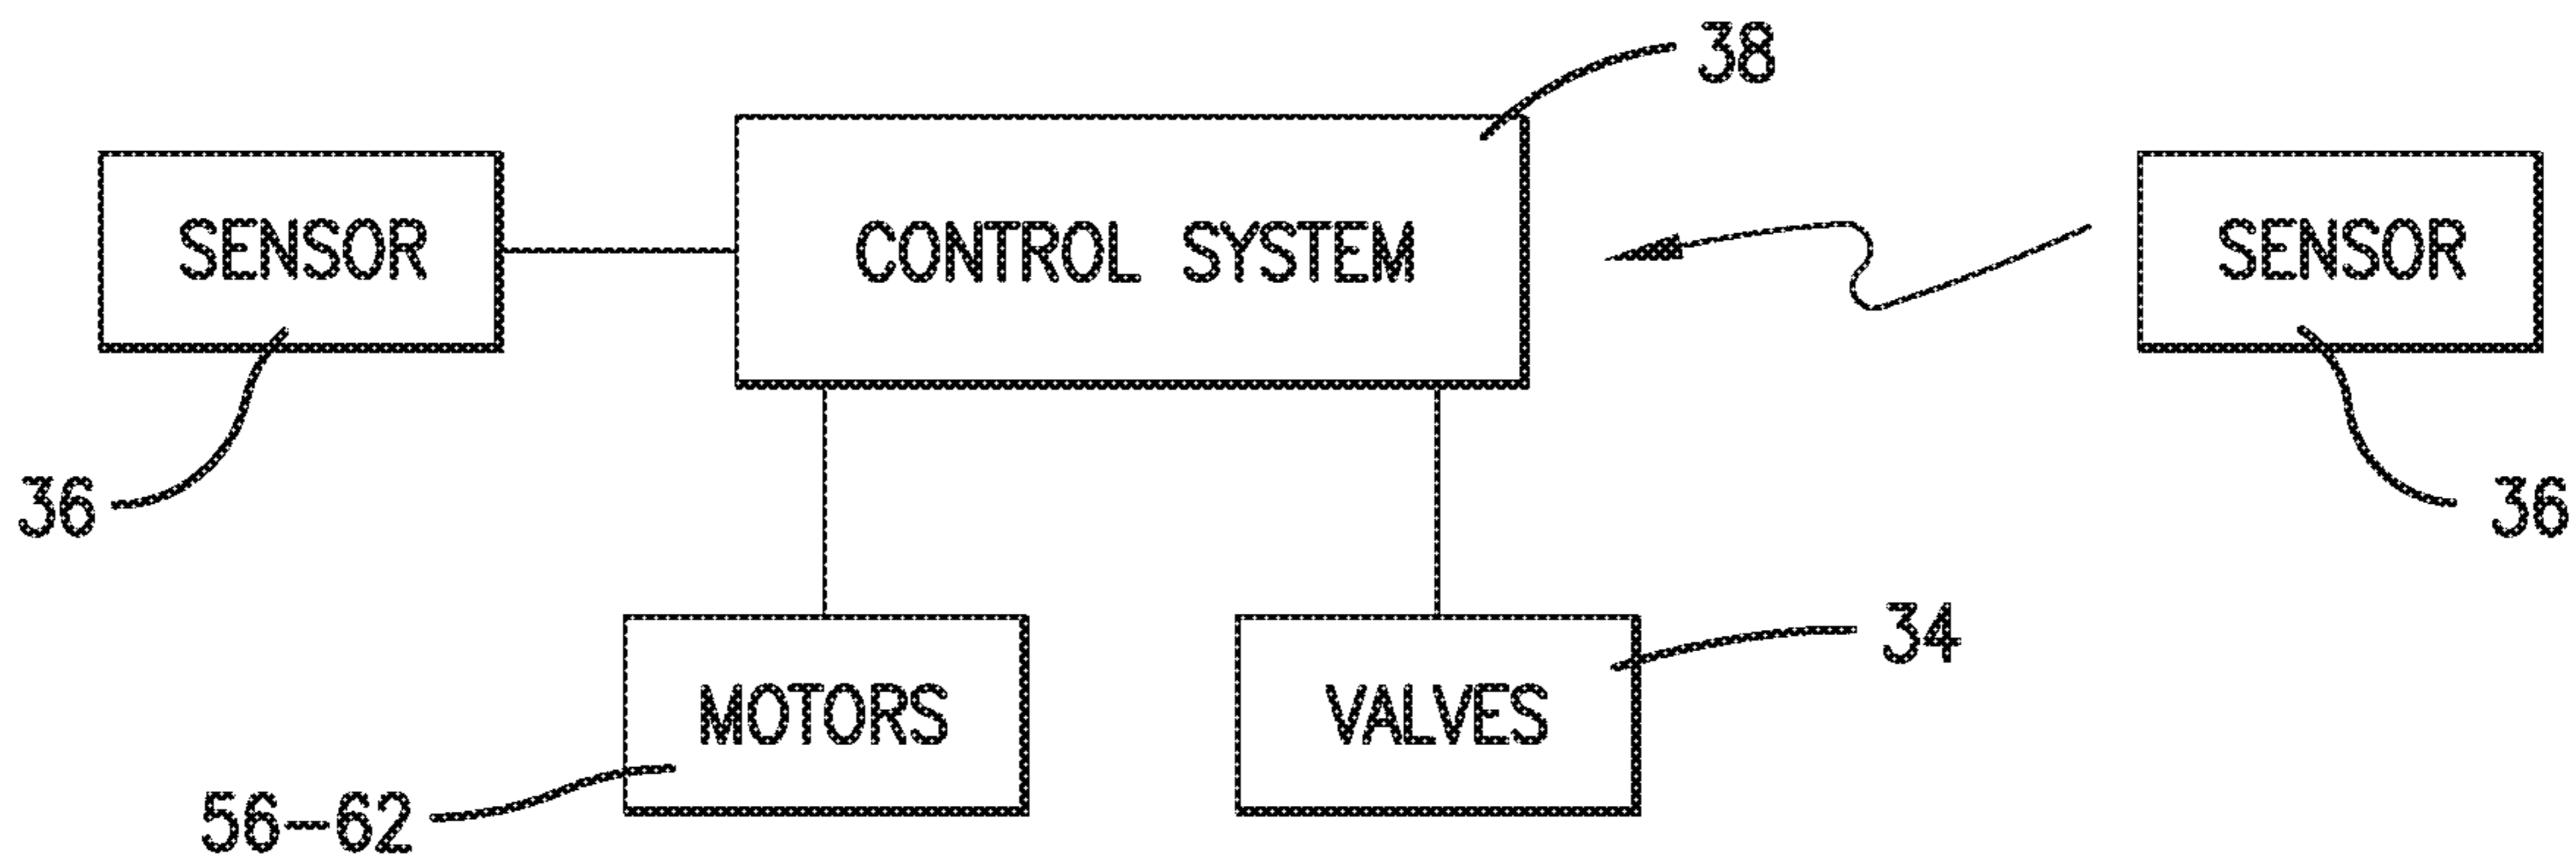 38
SENSOR
CONTROL SYSTEM
SENSOR
36
36
34
MOTORS
VALVES
56-62